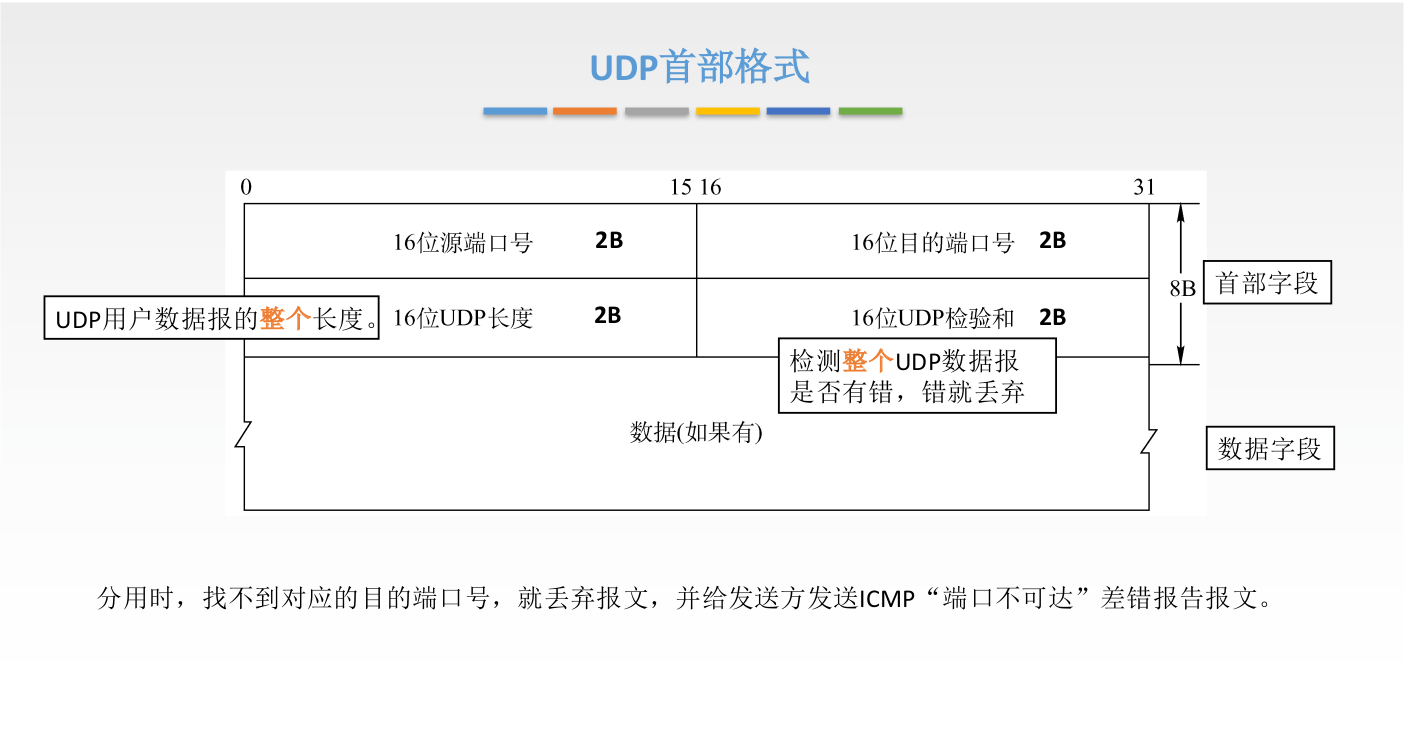 UDP首部格式
0 15 16 31
16位源端口号 2B 16位目的端口号 2B
首部字段
8B
UDP用户数据报的整个长度。 16位UDP长度 2B 16位UDP检验和 2B
检测整个UDP数据报
是否有错，错就丢弃
数据(如果有)
数据字段
分用时，找不到对应的目的端口号，就丢弃报文，并给发送方发送ICMP“端口不可达”差错报告报文。